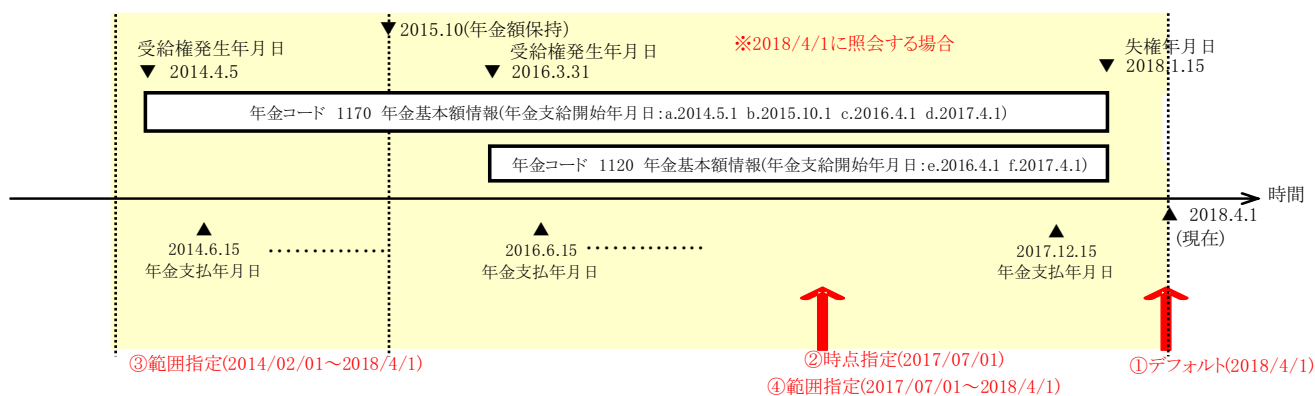 2015.10(年金額保持)
受給権発生年月日
2014.4.5
受給権発生年月日
2016.3.31
※2018/4/1に照会する場合
失権年月日
2018.1.15
年金コード 1170 年金基本額情報(年金支給開始年月日:a.2014.5.1 b.2015.10.1 c.2016.4.1 d.2017.4.1)
年金コード 1120 年金基本額情報(年金支給開始年月日:e.2016.4.1 f.2017.4.1)
時間
2014.6.15
年金支払年月日
2016.6.15
年金支払年月日
2017.12.15
年金支払年月日
2018.4.1
(現在)
③範囲指定(2014/02/01~2018/4/1)
②時点指定(2017/07/01)
④範囲指定(2017/07/01~2018/4/1)
①デフォルト(2018/4/1)